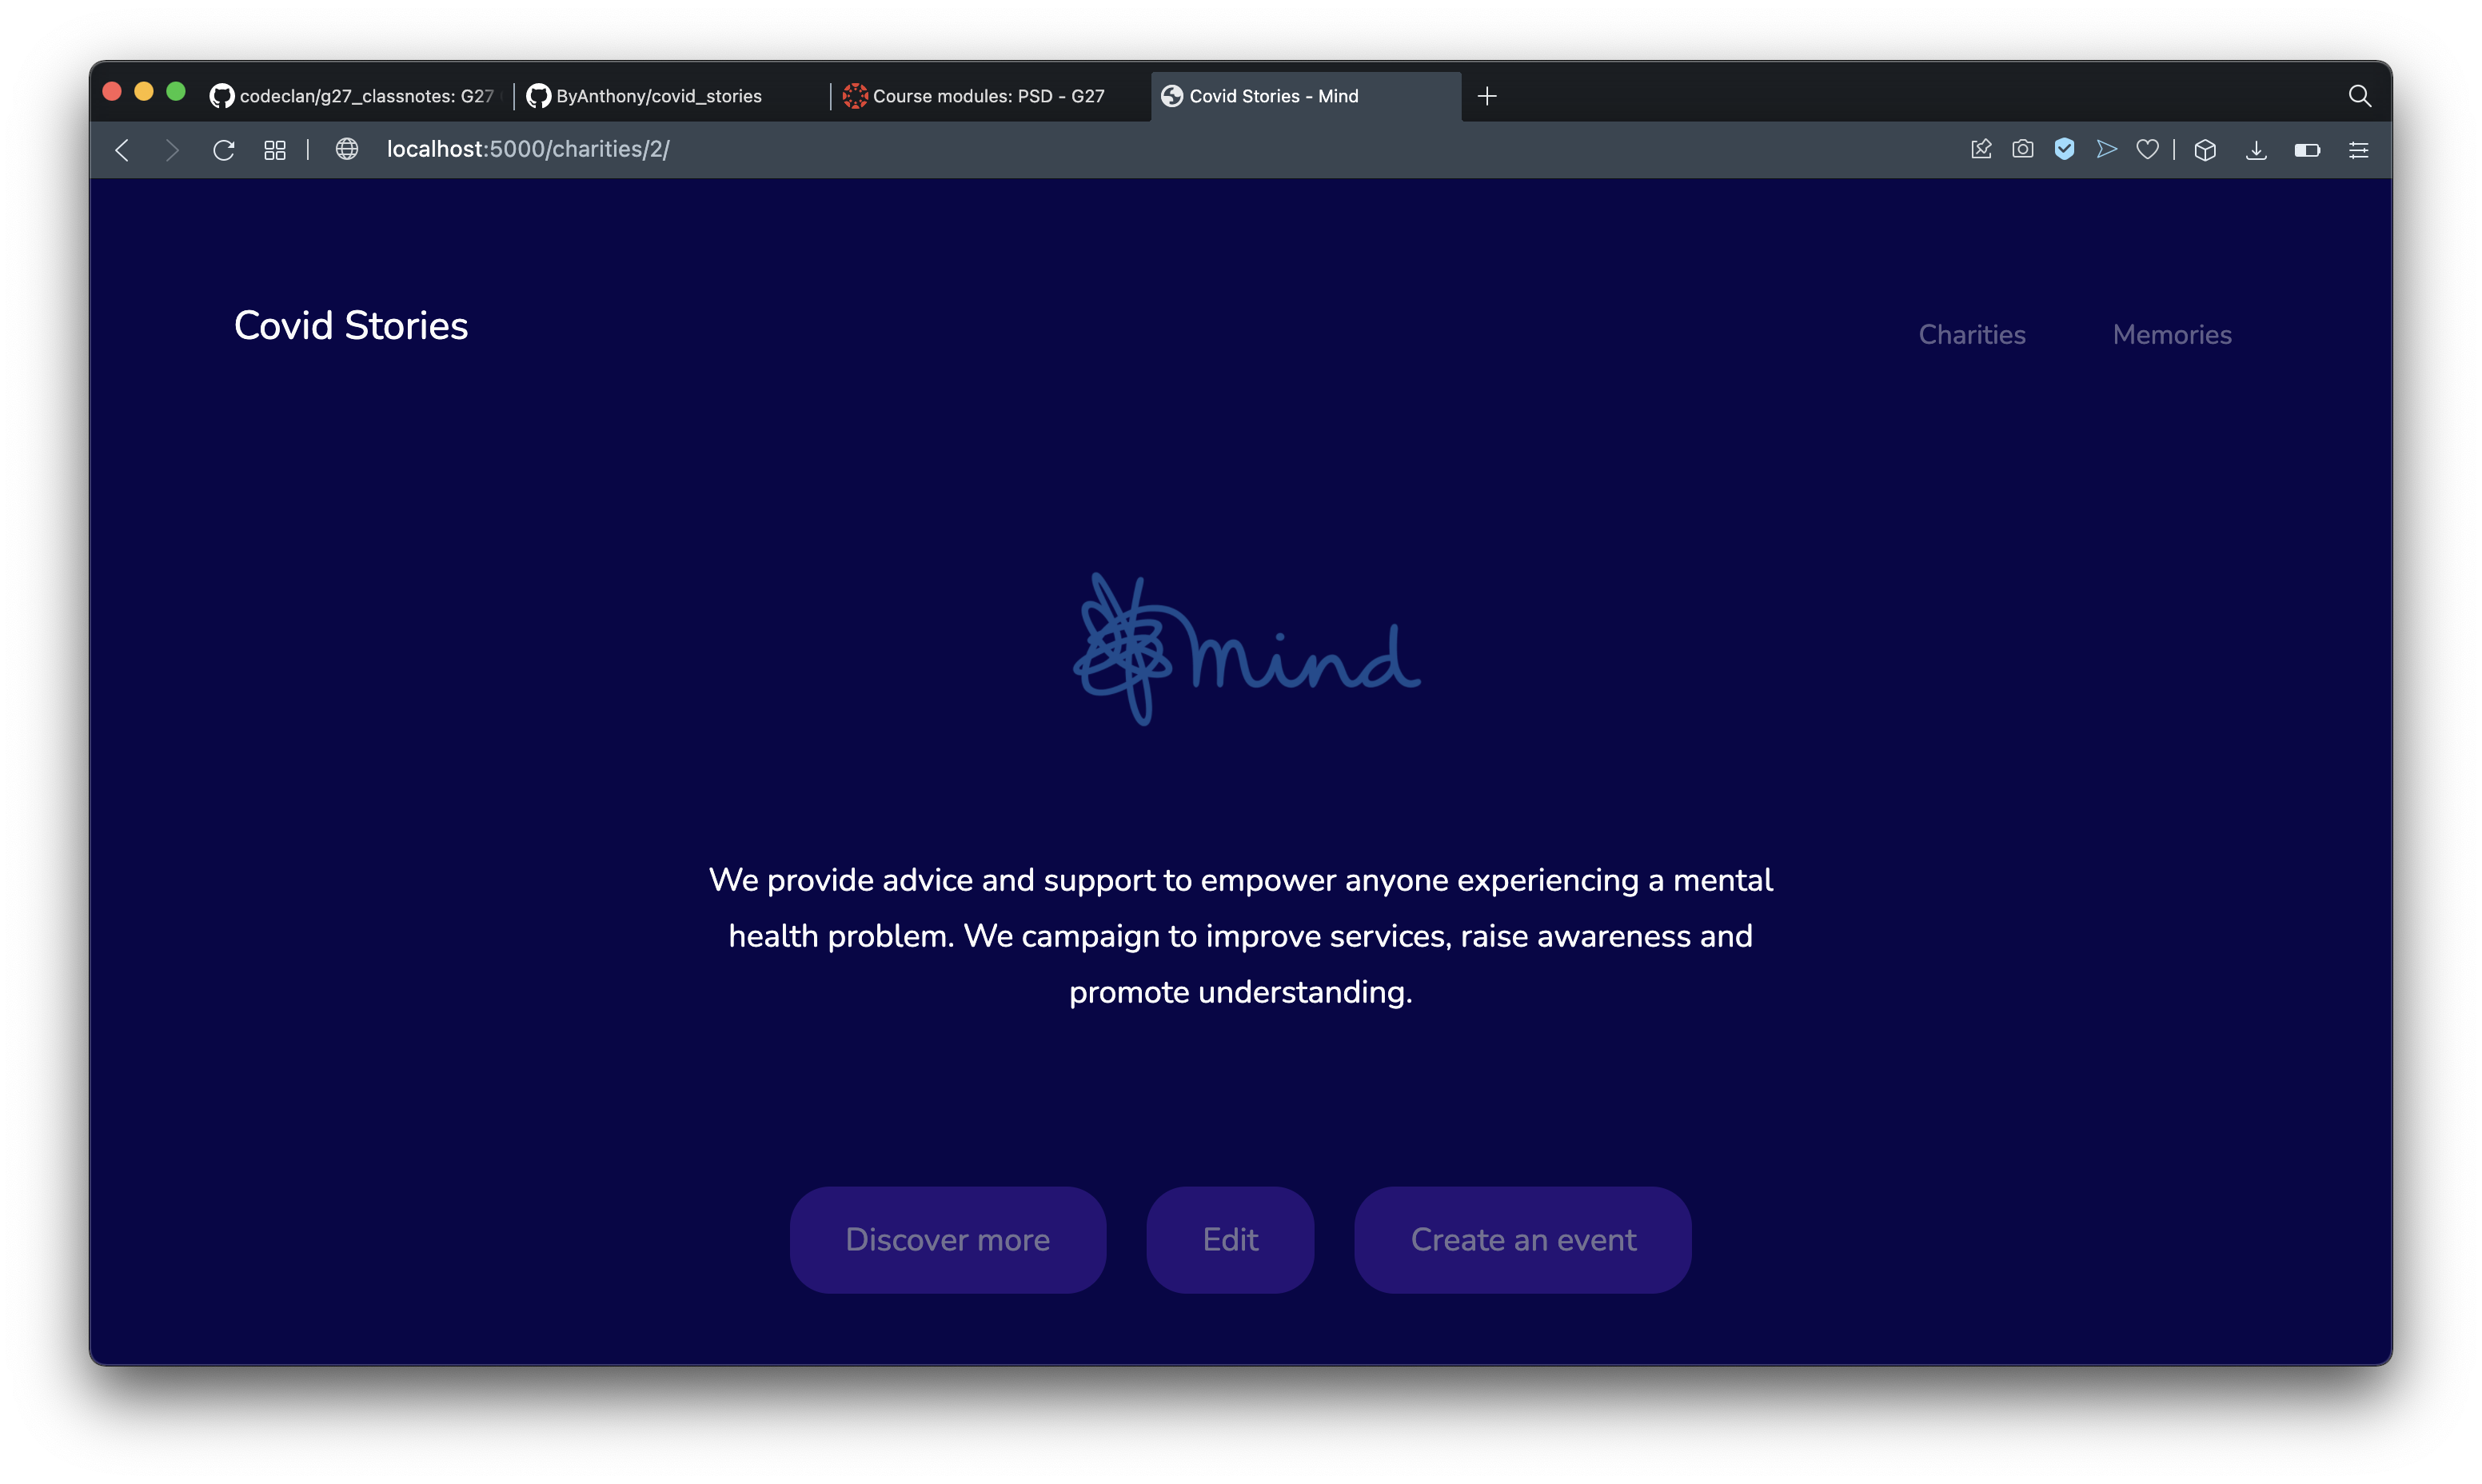 codeclan/g27_classnotes: G27
ByAnthony/covid_stories
Course modules: PSD - G27
Covid Stories - Mind
localhost:5000/charities/2/
Covid Stories
Charities
Memories
mind
We provide advice and support to empower anyone experiencing a mental
health problem. We campaign to improve services, raise awareness and
promote understanding.
Discover more
Edit
Create an event